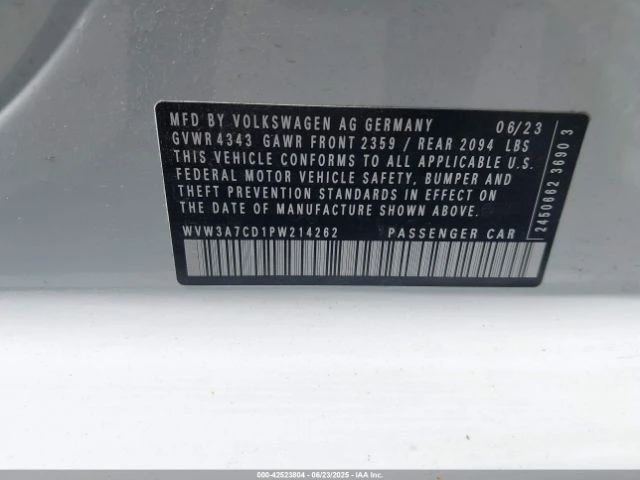 MFD BY VOLKSWAGEN AG GERMANY 06/23
GVWR 4343 GAWR FRONT 2359 / REAR 2094 LBS
THIS VEHICLE CONFORMS TO ALL APPLICABLE U.S.
FEDERAL MOTOR VEHICLE SAFETY, BUMPER AND
THEFT PREVENTION STANDARDS IN EFFECT ON
THE DATE OF MANUFACTURE SHOWN ABOVE.
WVW3A7CD1PW214262 PASSENGER CAR
2450662 3690 3
000-42523804 - 06/23/2025 - IAA, Inc.